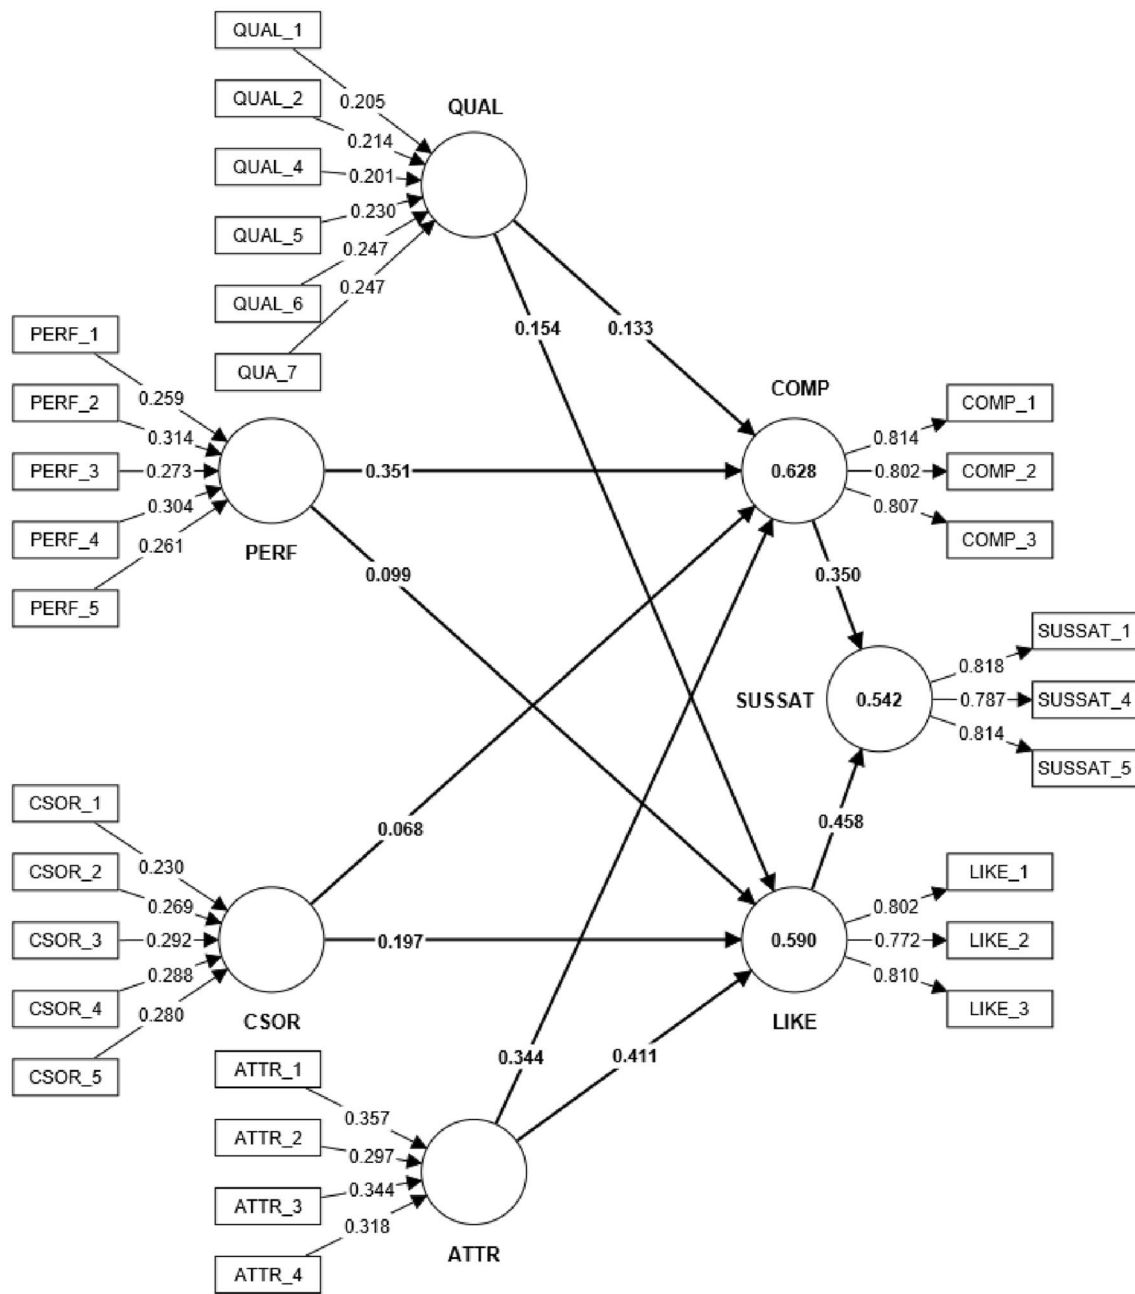 QUAL_1
QUAL_2
QUAL_4
QUAL_5
QUAL_6
QUA_7
0.205
0.214
0.201
0.230
0.247
0.247
QUAL
0.154
0.133
PERF_1
PERF_2
PERF_3
PERF_4
PERF_5
0.259
0.314
0.273
0.304
0.261
PERF
0.351
0.099
COMP
0.628
0.814
0.802
0.807
COMP_1
COMP_2
COMP_3
0.350
SUSSAT
0.542
0.818
0.787
0.814
SUSSAT_1
SUSSAT_4
SUSSAT_5
0.458
CSOR_1
CSOR_2
CSOR_3
CSOR_4
CSOR_5
0.230
0.269
0.292
0.288
0.280
CSOR
0.068
0.197
LIKE
0.590
0.802
0.772
0.810
LIKE_1
LIKE_2
LIKE_3
ATTR_1
ATTR_2
ATTR_3
ATTR_4
0.357
0.297
0.344
0.318
ATTR
0.344
0.411